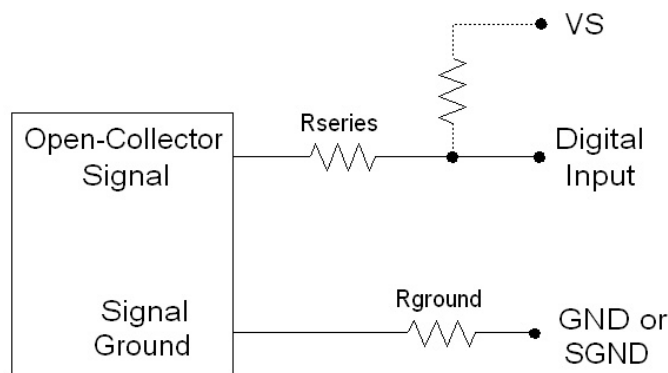 VS
Open-Collector
Signal
Rseries
Digital
Input
Signal
Ground
Rground
GND or
SGND